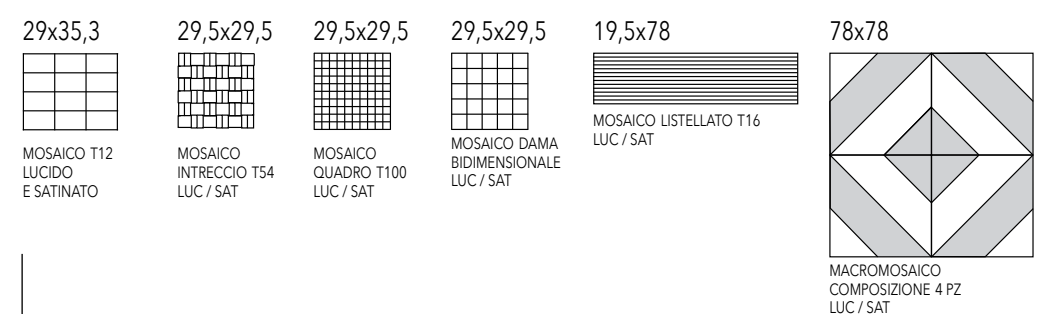 29x35,3
MOSAICO T12
LUCIDO
E SATINATO
29,5x29,5
MOSAICO
INTRECCIO T54
LUC / SAT
29,5x29,5
MOSAICO
QUADRO T100
LUC / SAT
29,5x29,5
MOSAICO DAMA
BIDIMENSIONALE
LUC / SAT
19,5x78
MOSAICO LISTELLATO T16
LUC / SAT
78x78
MACROMOSAICO
COMPOSIZIONE 4 PZ
LUC / SAT